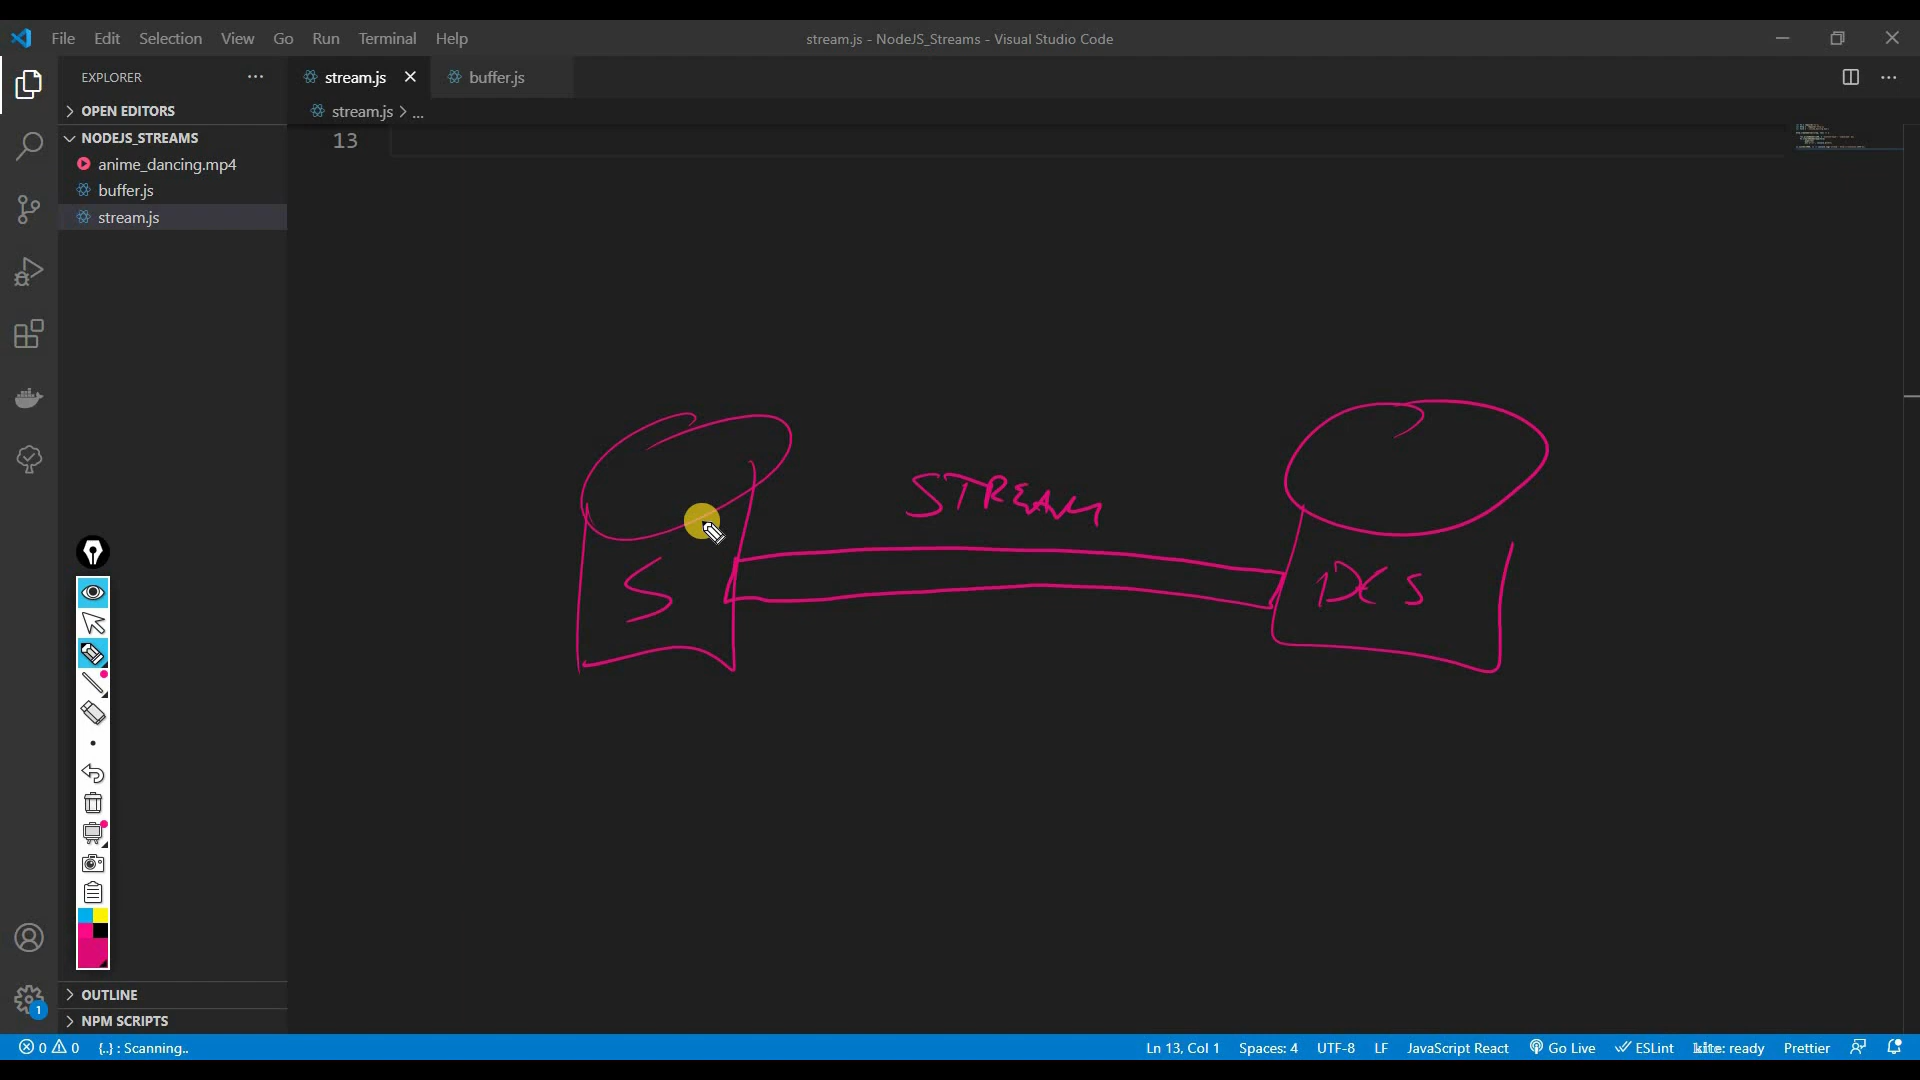 File Edit Selection View Go Run Terminal Help
stream.js - NodeJS_Streams - Visual Studio Code
EXPLORER
stream.js
buffer.js
OPEN EDITORS
stream.js > ...
NODEJS_STREAMS
13
anime_dancing.mp4
buffer.js
stream.js
STREAM
S
DES
OUTLINE
1
NPM SCRIPTS
0 0 {..} : Scanning..
Ln 13, Col 1 Spaces: 4 UTF-8 LF JavaScript React Go Live ESLint kite: ready Prettier